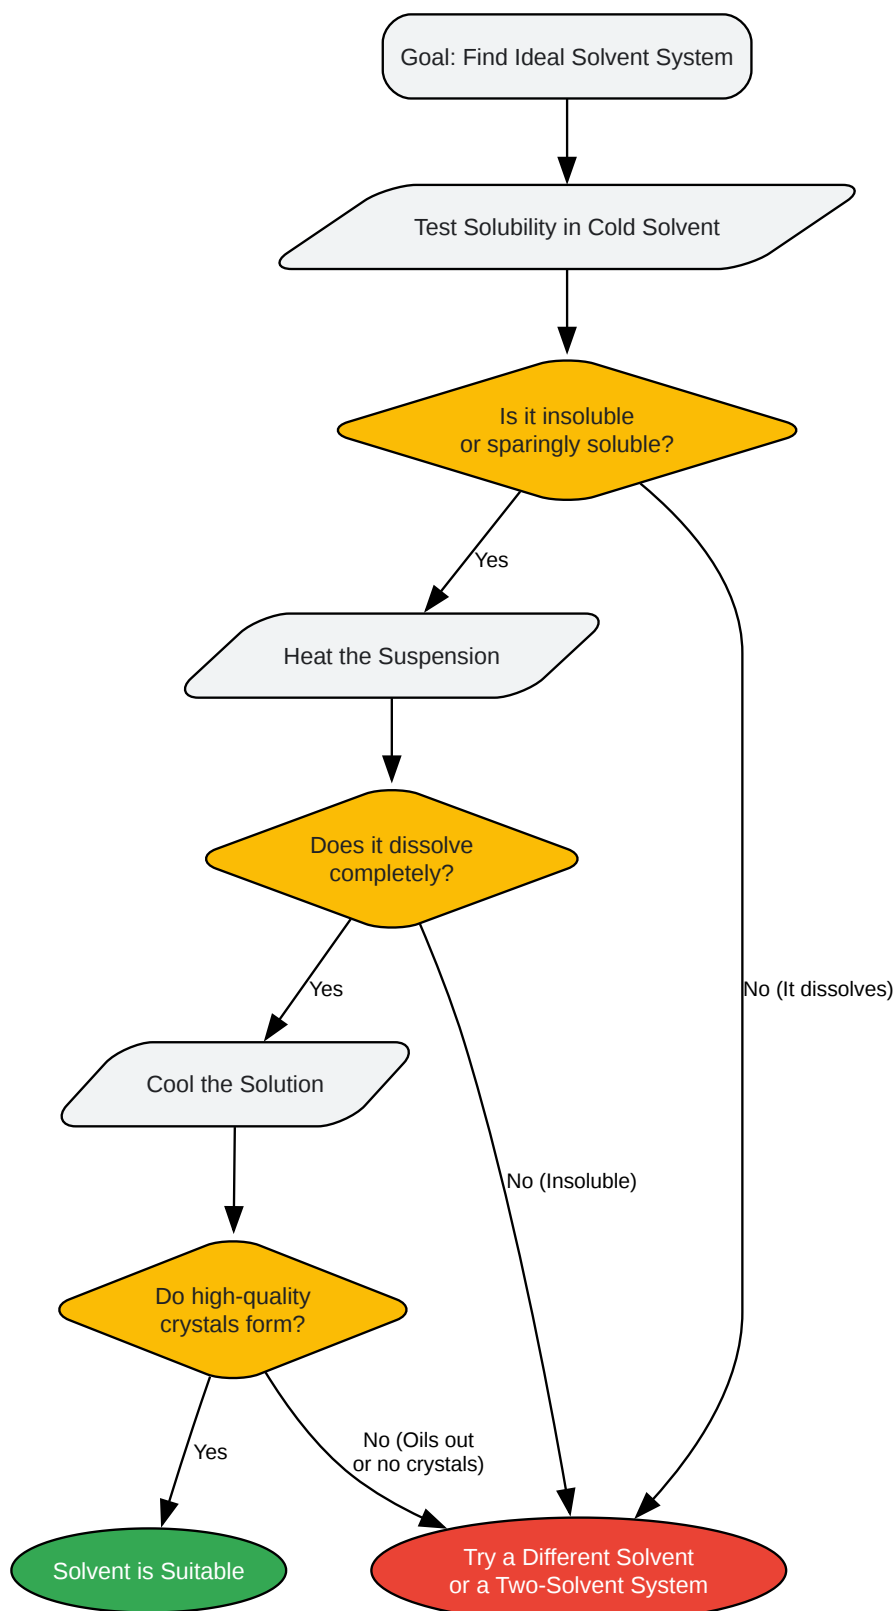 Goal: Find Ideal Solvent System
Test Solubility in Cold Solvent
Is it insoluble
or sparingly soluble?
Yes
Heat the Suspension
Does it dissolve
completely?
Yes
No (It dissolves)
Cool the Solution
No (Insoluble)
Do high-quality
crystals form?
Yes
No (Oils out
or no crystals)
Solvent is Suitable
Try a Different Solvent
or a Two-Solvent System